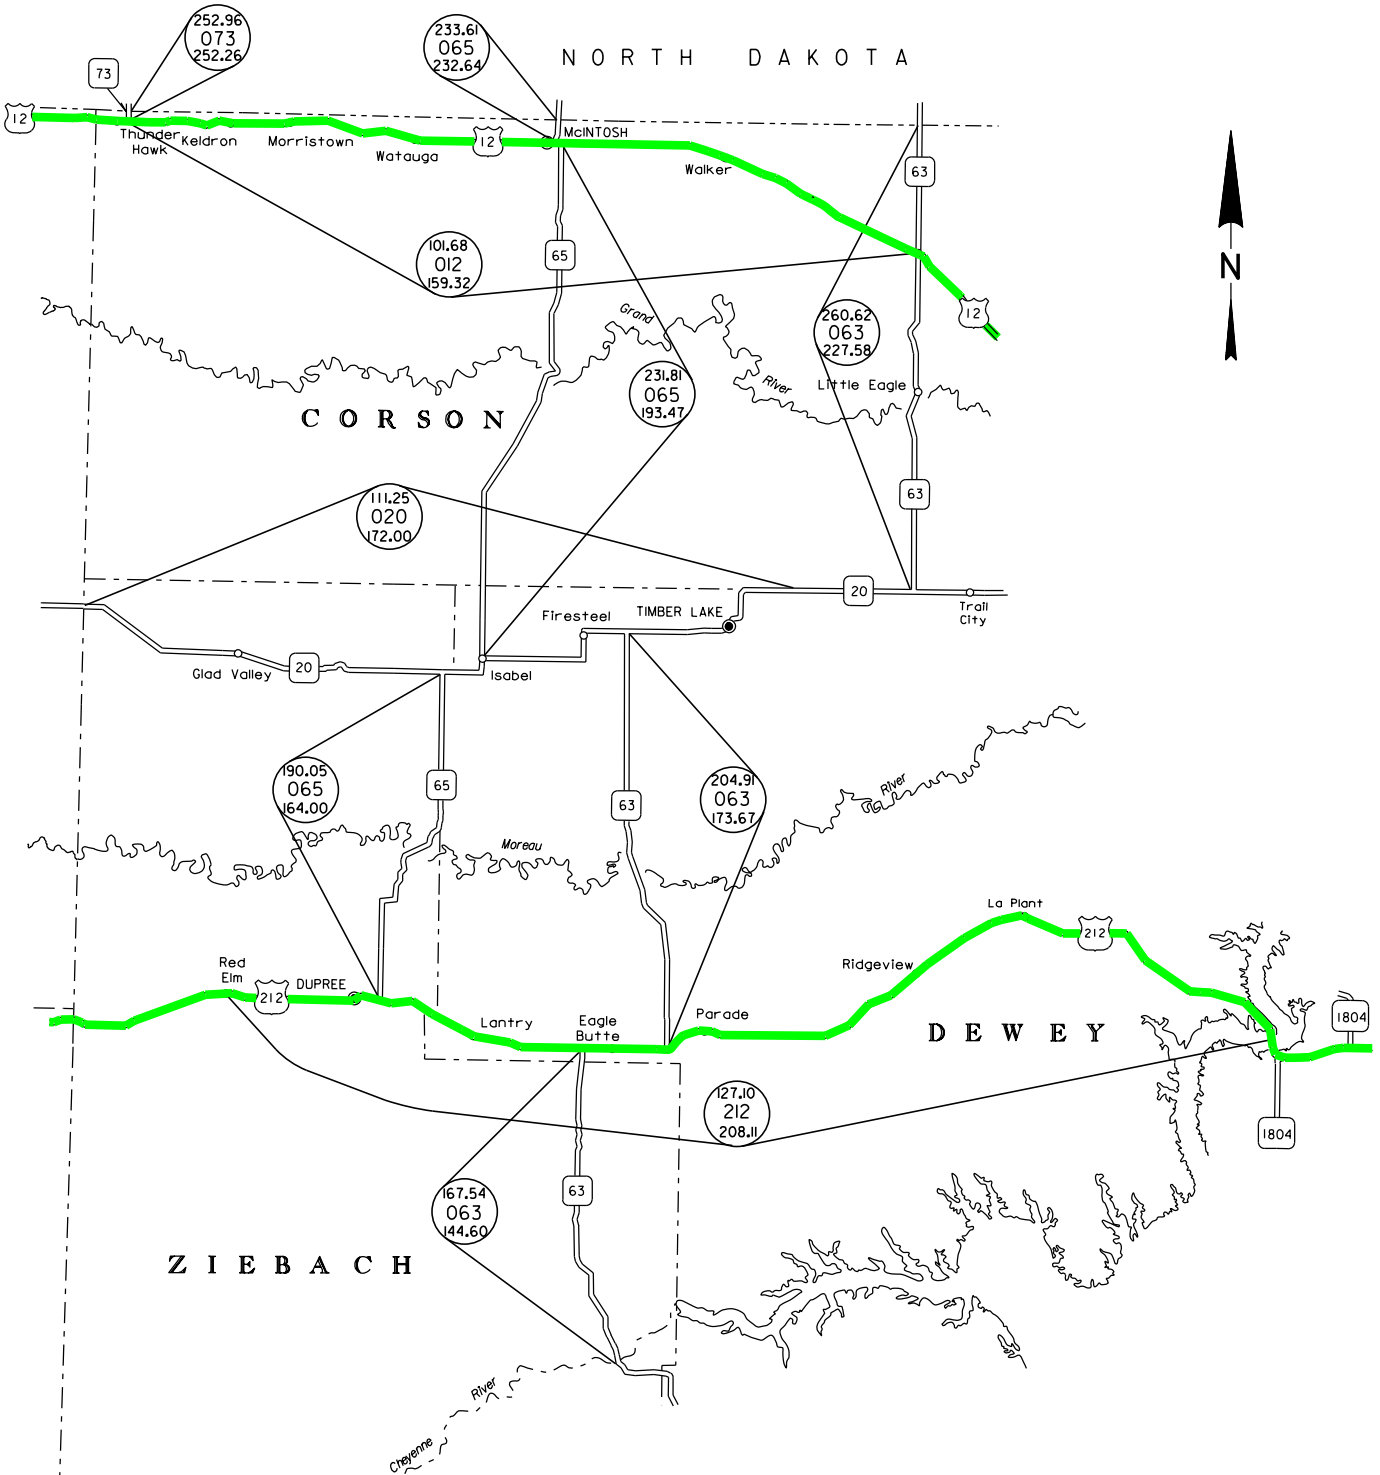 252.96
073
252.26
233.61
065
232.64
NORTH DAKOTA
73
12
Thunder
Hawk
Keldron
Morristown
Watauga
12
McINTOSH
Walker
63
101.68
012
159.32
65
260.62
063
227.58
12
Grand
River
Little Eagle
231.81
065
193.47
CORSON
111.25
020
172.00
63
20
Trail
City
TIMBER LAKE
Firesteel
Isabel
Glad Valley
20
190.05
065
164.00
65
63
204.91
063
173.67
River
Moreau
La Plant
212
Ridgeview
Red
Elm
212
DUPREE
Lantry
Eagle
Butte
Parade
DEWEY
1804
127.10
212
208.11
1804
167.54
063
144.60
63
ZIEBACH
River
Cheyenne
N